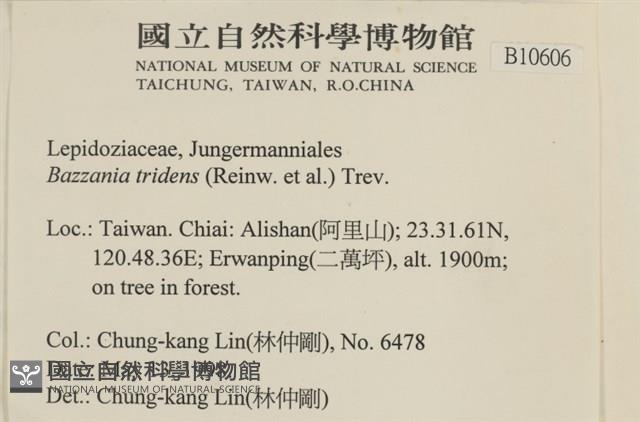 國立自然科學博物館
NATIONAL MUSEUM OF NATURAL SCIENCE
TAICHUNG, TAIWAN, R.O.CHINA
B10606
Lepidoziaceae, Jungermanniales
Bazzania tridens (Reinw. et al.) Trev.
Loc.: Taiwan. Chiai: Alishan(阿里山); 23.31.61N,
120.48.36E; Erwanping(二萬坪), alt. 1900m;
on tree in forest.
Col.: Chung-kang Lin(林仲剛), No. 6478
國立自然科學博物館
NATIONAL MUSEUM OF NATURAL SCIENCE
Det.: Chung-kang Lin(林仲剛)